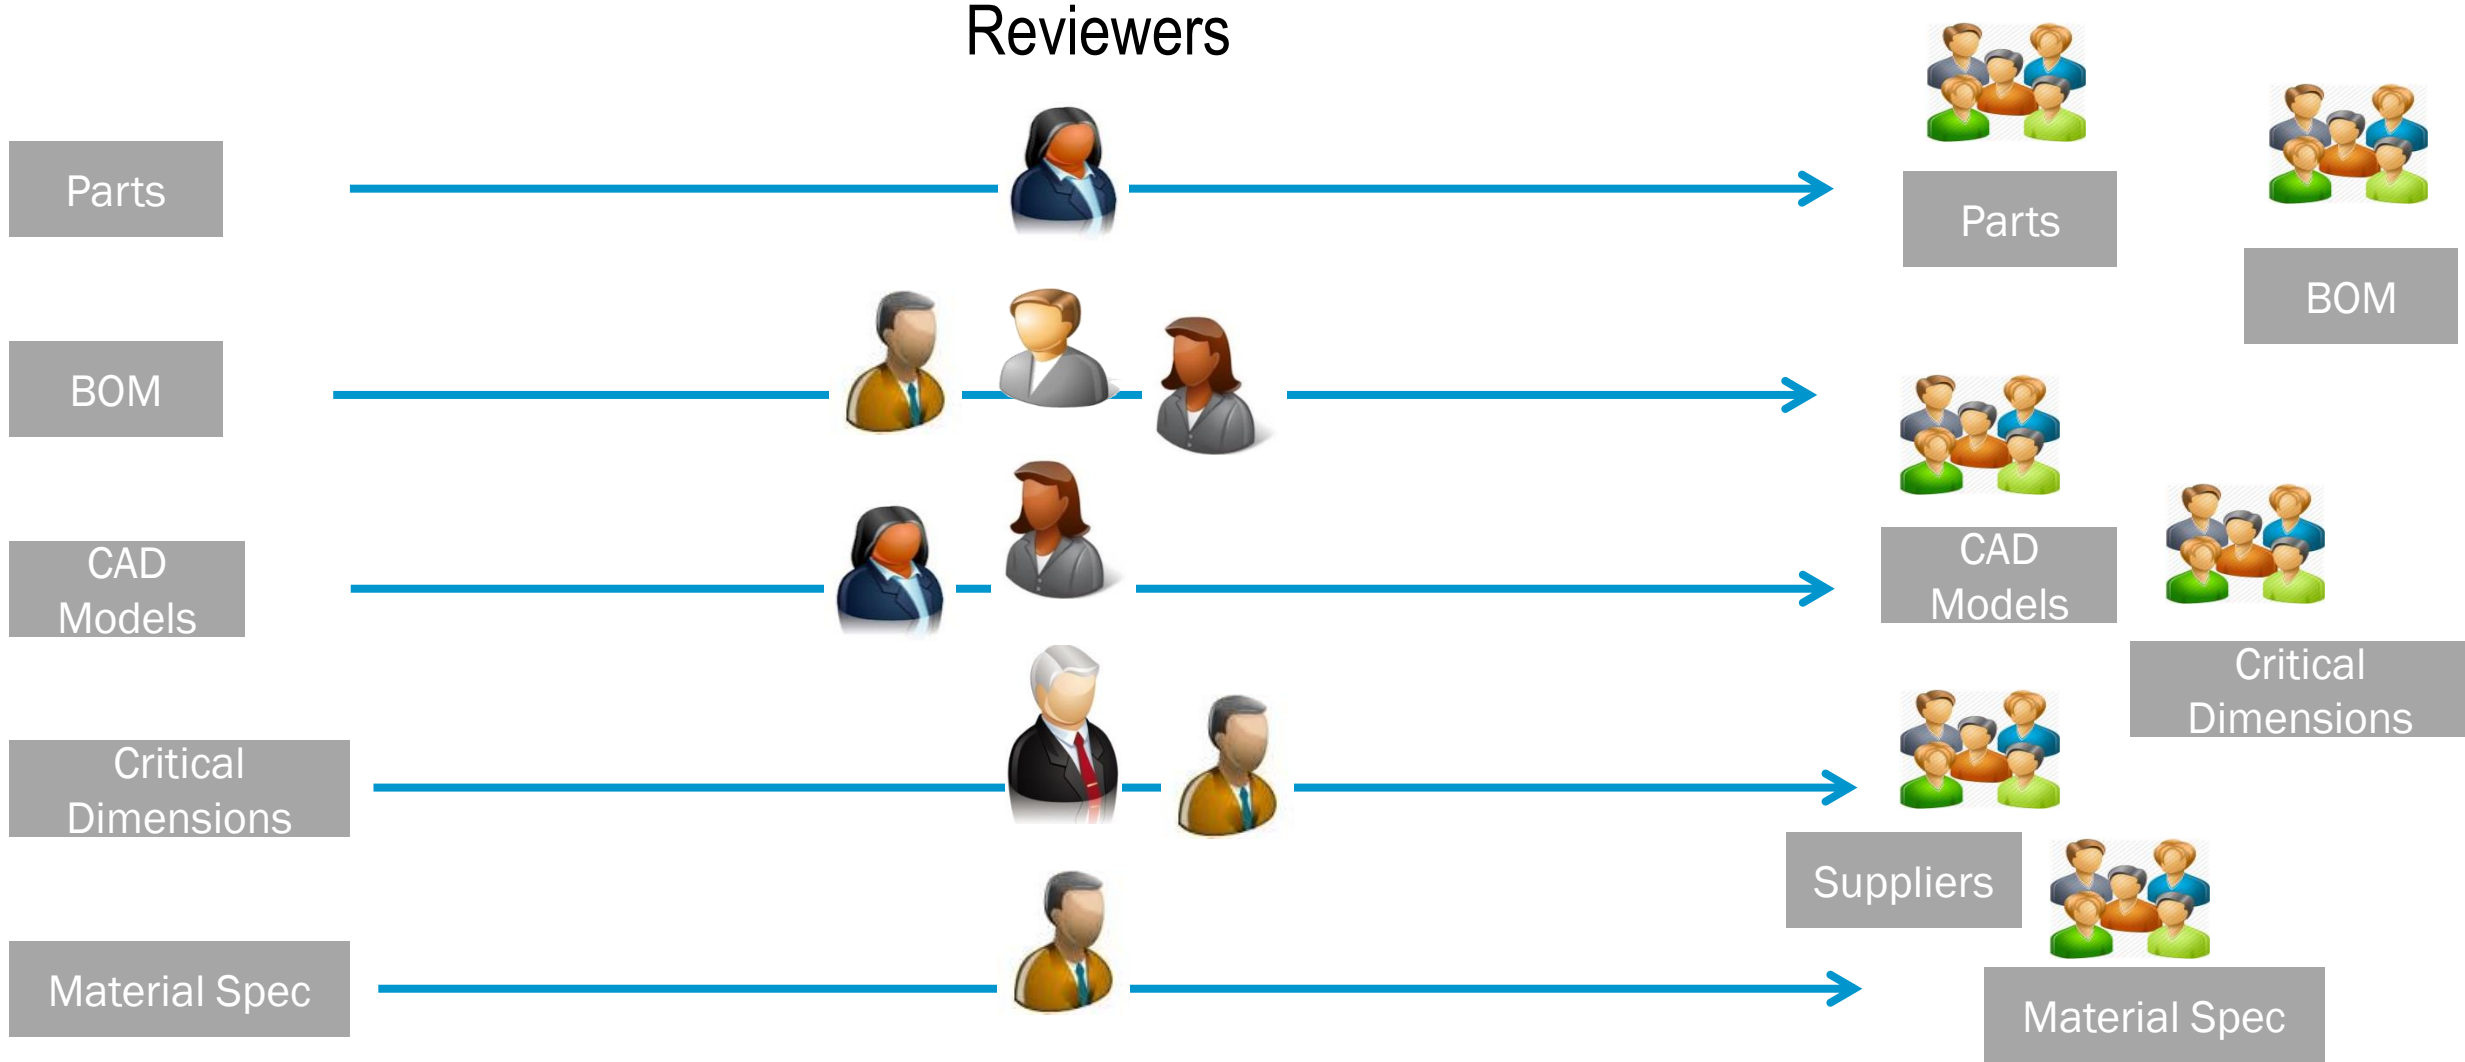 Reviewers
Parts
BOM
CAD
Models
Critical
Dimensions
Material Spec
Parts
BOM
CAD
Models
Critical
Dimensions
Suppliers
Material Spec